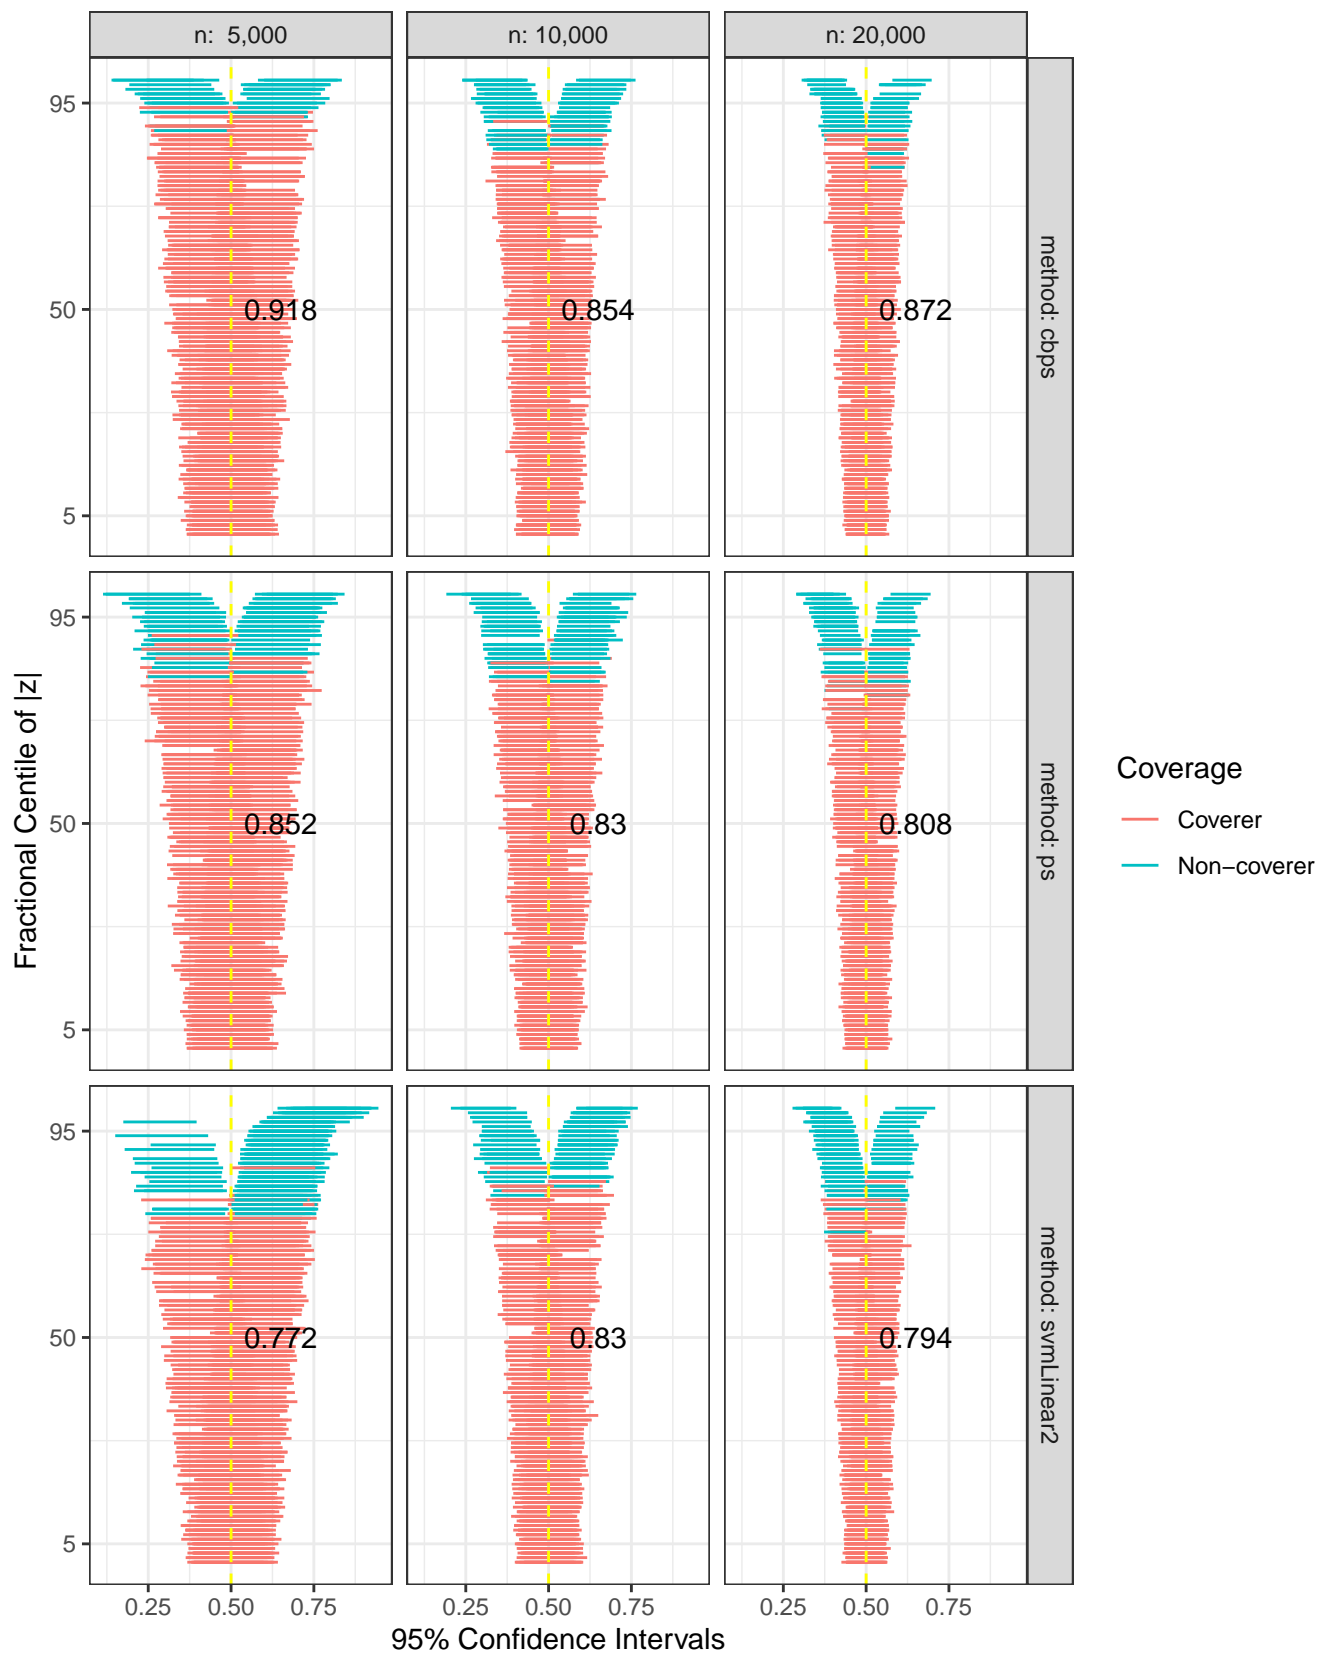 n:  5,000
n: 10,000
n: 20,000
95
50
5
0.918
0.854
0.872
method: cbps
95
50
5
0.852
0.83
0.808
method: ps
95
50
5
0.772
0.83
0.794
method: svmLinear2
0.25 0.50 0.75
0.25 0.50 0.75
0.25 0.50 0.75
95% Confidence Intervals
Fractional Centile of |z|
Coverage
Coverer
Non−coverer